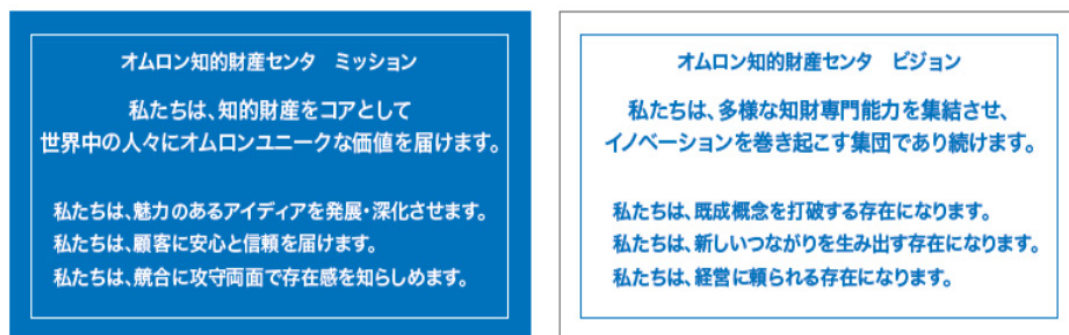 オムロン知的財産センタ　ミッション
私たちは、知的財産をコアとして
世界中の人々にオムロンユニークな価値を届けます。
私たちは、魅力のあるアイディアを発展・深化させます。
私たちは、顧客に安心と信頼を届けます。
私たちは、競合に攻守両面で存在感を知らしめます。
オムロン知的財産センタ　ビジョン
私たちは、多様な知財専門能力を集結させ、
イノベーションを巻き起こす集団であり続けます。
私たちは、既成概念を打破する存在になります。
私たちは、新しいつながりを生み出す存在になります。
私たちは、経営に頼られる存在になります。